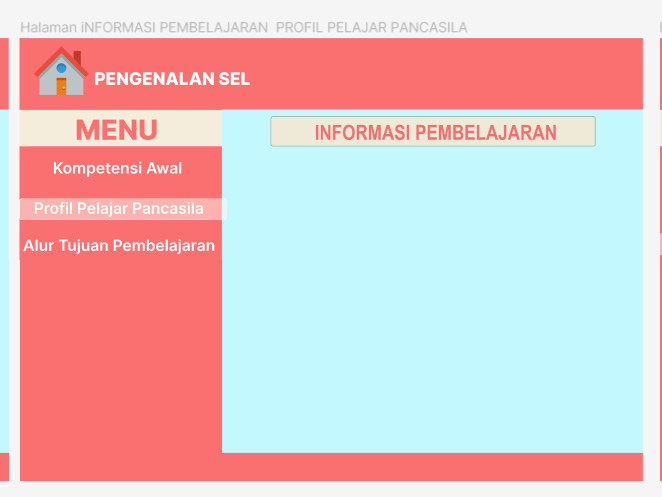 Halaman iNFORMASI PEMBELAJARAN PROFIL PELAJAR PANCASILA
PENGENALAN SEL
MENU
INFORMASI PEMBELAJARAN
Kompetensi Awal
Profil Pelajar Pancasila
Alur Tujuan Pembelajaran